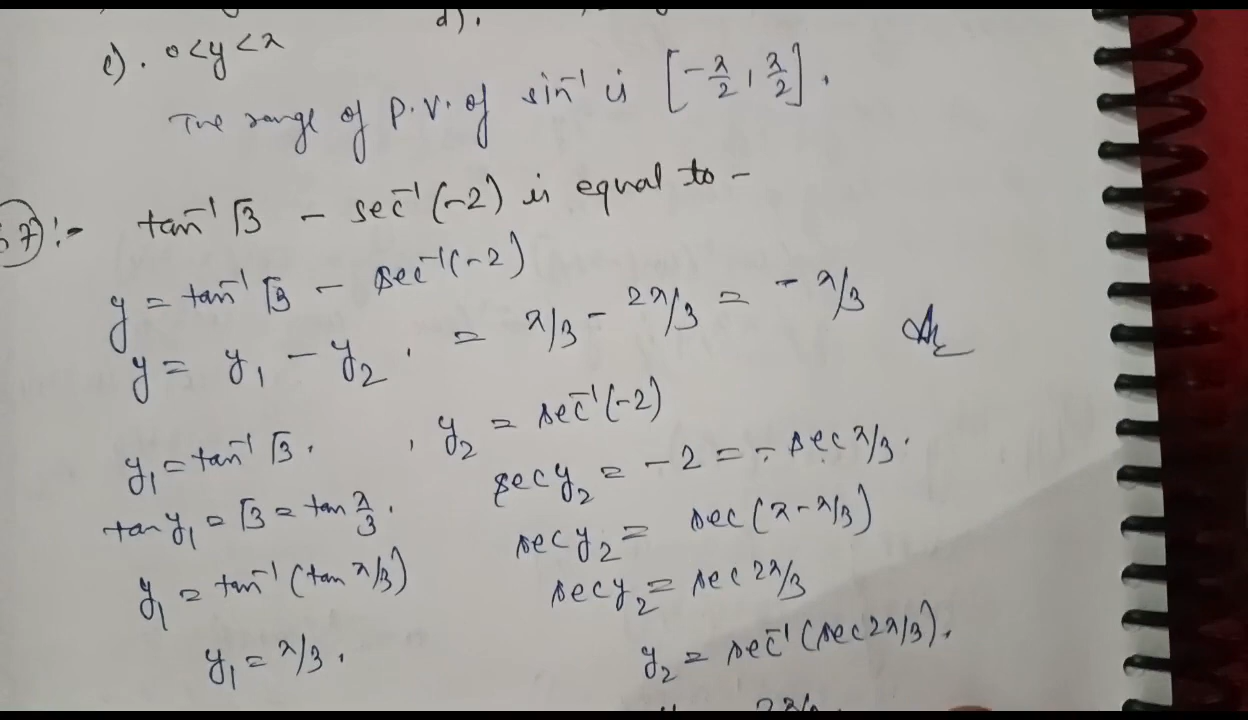 d).
c). 0<y<π
The range of P.V. of sin⁻¹ is [-π/2, π/2].
37):- tan⁻¹ √3 - sec⁻¹(-2) is equal to -
y = tan⁻¹ √3 - sec⁻¹(-2)
y = y₁ - y₂ . = π/3 - 2π/3 = - π/3 Ans
y₁ = tan⁻¹ √3. , y₂ = sec⁻¹(-2)
tan y₁ = √3 = tan π/3. sec y₂ = -2 = - sec π/3.
sec y₂ = sec(π - π/3)
y₁ = tan⁻¹ (tan π/3) sec y₂ = sec 2π/3
y₁ = π/3. y₂ = sec⁻¹ (sec 2π/3).